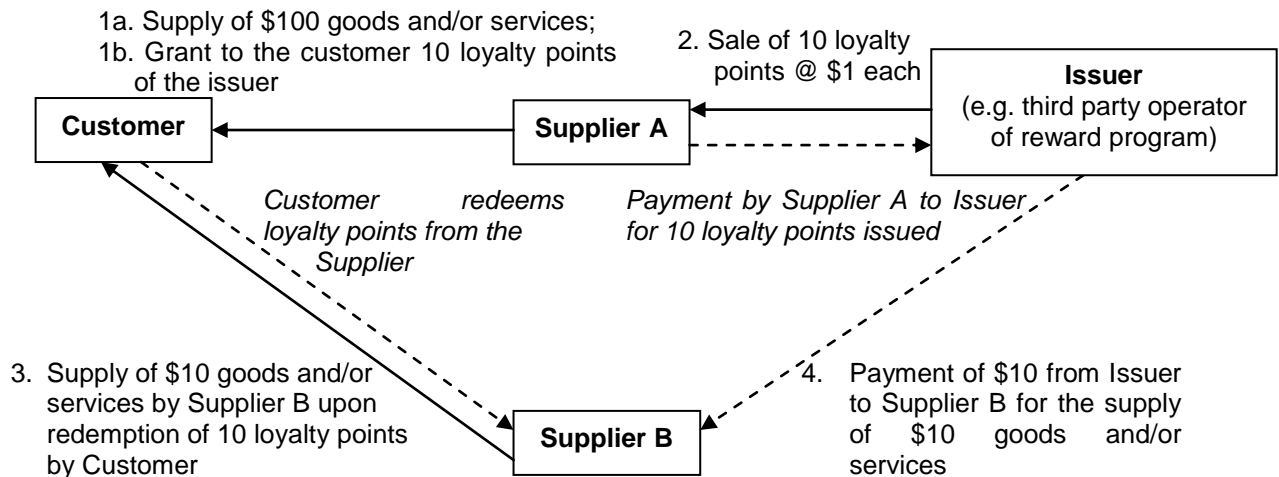 1a. Supply of $100 goods and/or services;
1b. Grant to the customer 10 loyalty points
of the issuer
2. Sale of 10 loyalty
points @ $1 each
Issuer
(e.g. third party operator
of reward program)
Customer
Supplier A
Customer redeems
loyalty points from the
Supplier
Payment by Supplier A to Issuer
for 10 loyalty points issued
3. Supply of $10 goods and/or
services by Supplier B upon
redemption of 10 loyalty points
by Customer
Supplier B
4. Payment of $10 from Issuer
to Supplier B for the supply
of $10 goods and/or
services